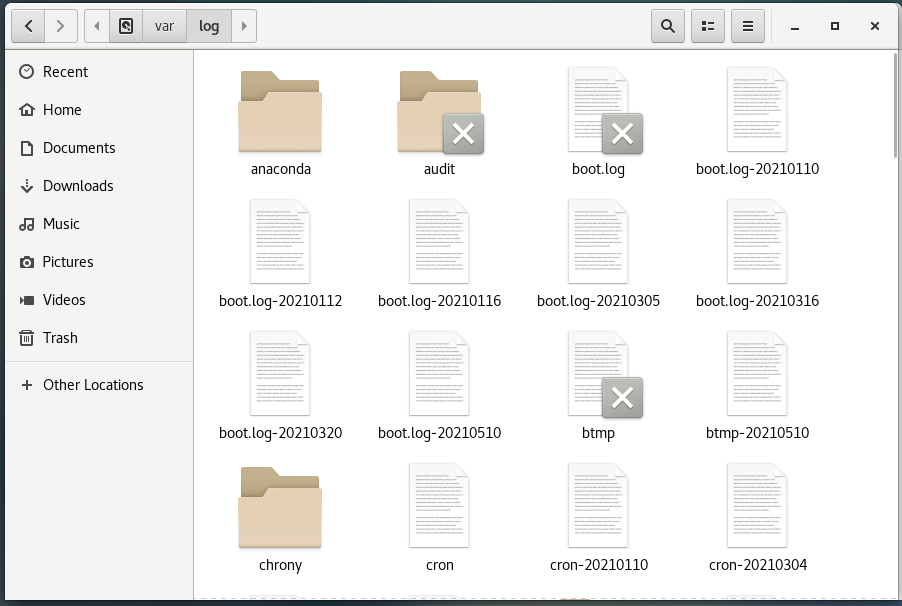 var
log
Recent
Home
Documents
Downloads
Music
Pictures
Videos
Trash
Other Locations
anaconda
audit
boot.log
boot.log-20210110
boot.log-20210112
boot.log-20210116
boot.log-20210305
boot.log-20210316
boot.log-20210320
boot.log-20210510
btmp
btmp-20210510
chrony
cron
cron-20210110
cron-20210304